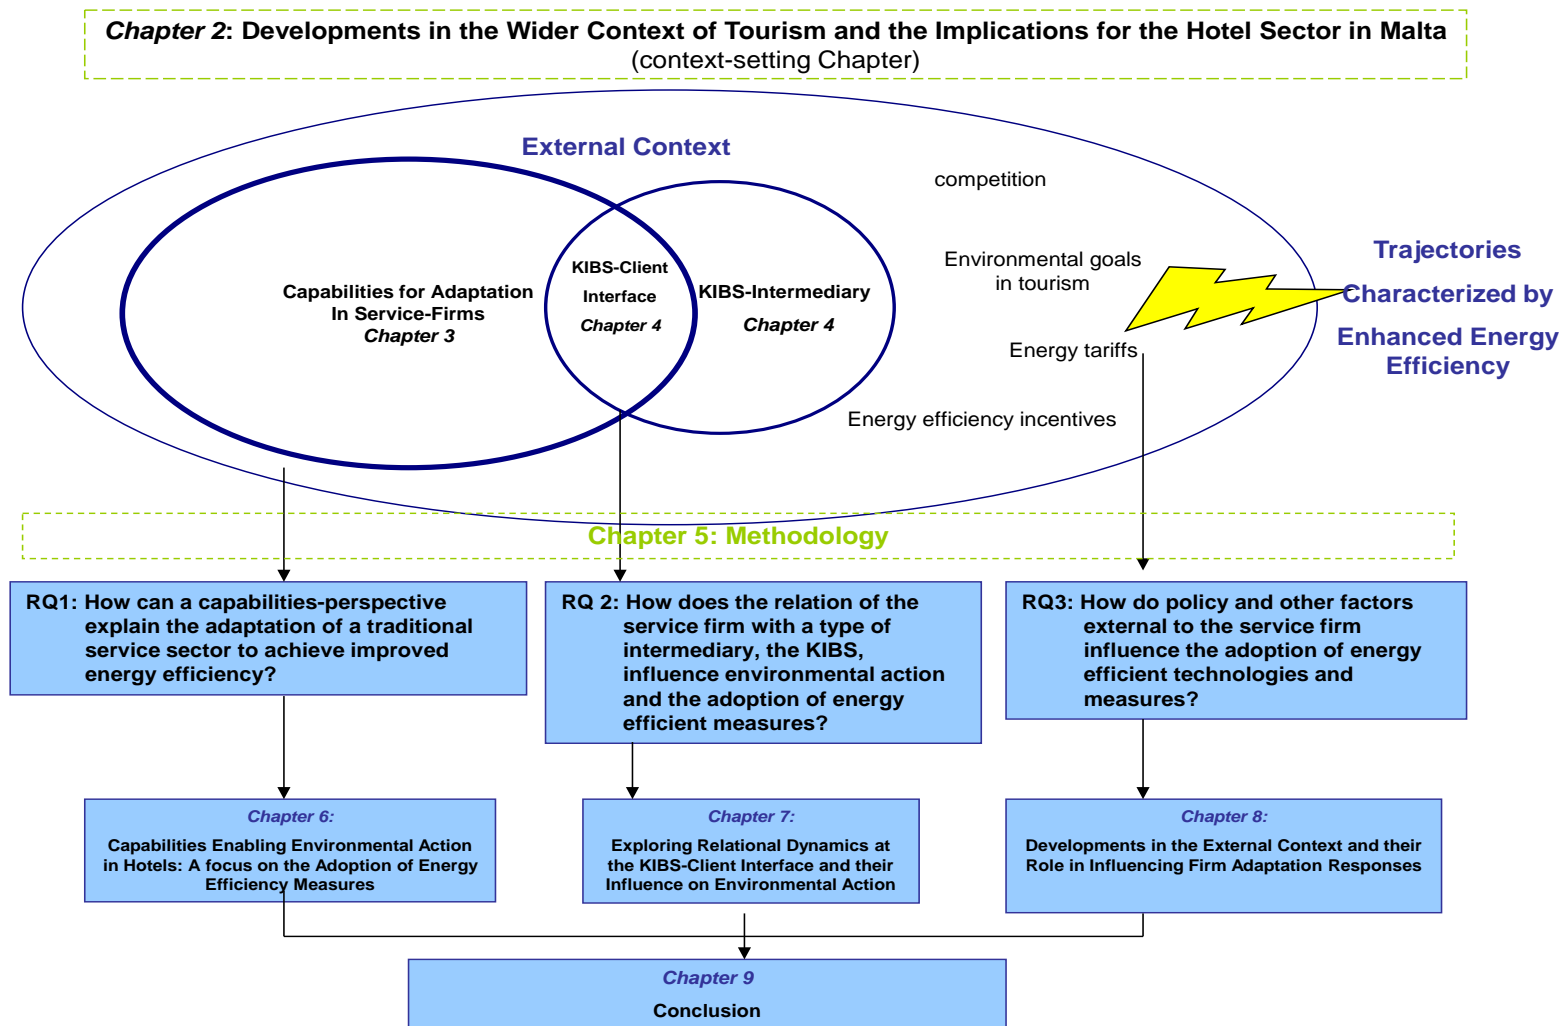 Chapter 2: Developments in the Wider Context of Tourism and the Implications for the Hotel Sector in Malta
(context-setting Chapter)
External Context
competition
Environmental goals
in tourism
Energy tariffs
Energy efficiency incentives
Capabilities for Adaptation
In Service-Firms
Chapter 3
KIBS-Client
Interface
Chapter 4
KIBS-Intermediary
Chapter 4
Trajectories
Characterized by
Enhanced Energy
Efficiency
Chapter 5: Methodology
RQ1: How can a capabilities-perspective
explain the adaptation of a traditional
service sector to achieve improved
energy efficiency?
RQ 2: How does the relation of the
service firm with a type of
intermediary, the KIBS,
influence environmental action
and the adoption of energy
efficient measures?
RQ3: How do policy and other factors
external to the service firm
influence the adoption of energy
efficient technologies and
measures?
Chapter 6:
Capabilities Enabling Environmental Action
in Hotels: A focus on the Adoption of Energy
Efficiency Measures
Chapter 7:
Exploring Relational Dynamics at
the KIBS-Client Interface and their
Influence on Environmental Action
Chapter 8:
Developments in the External Context and their
Role in Influencing Firm Adaptation Responses
Chapter 9
Conclusion